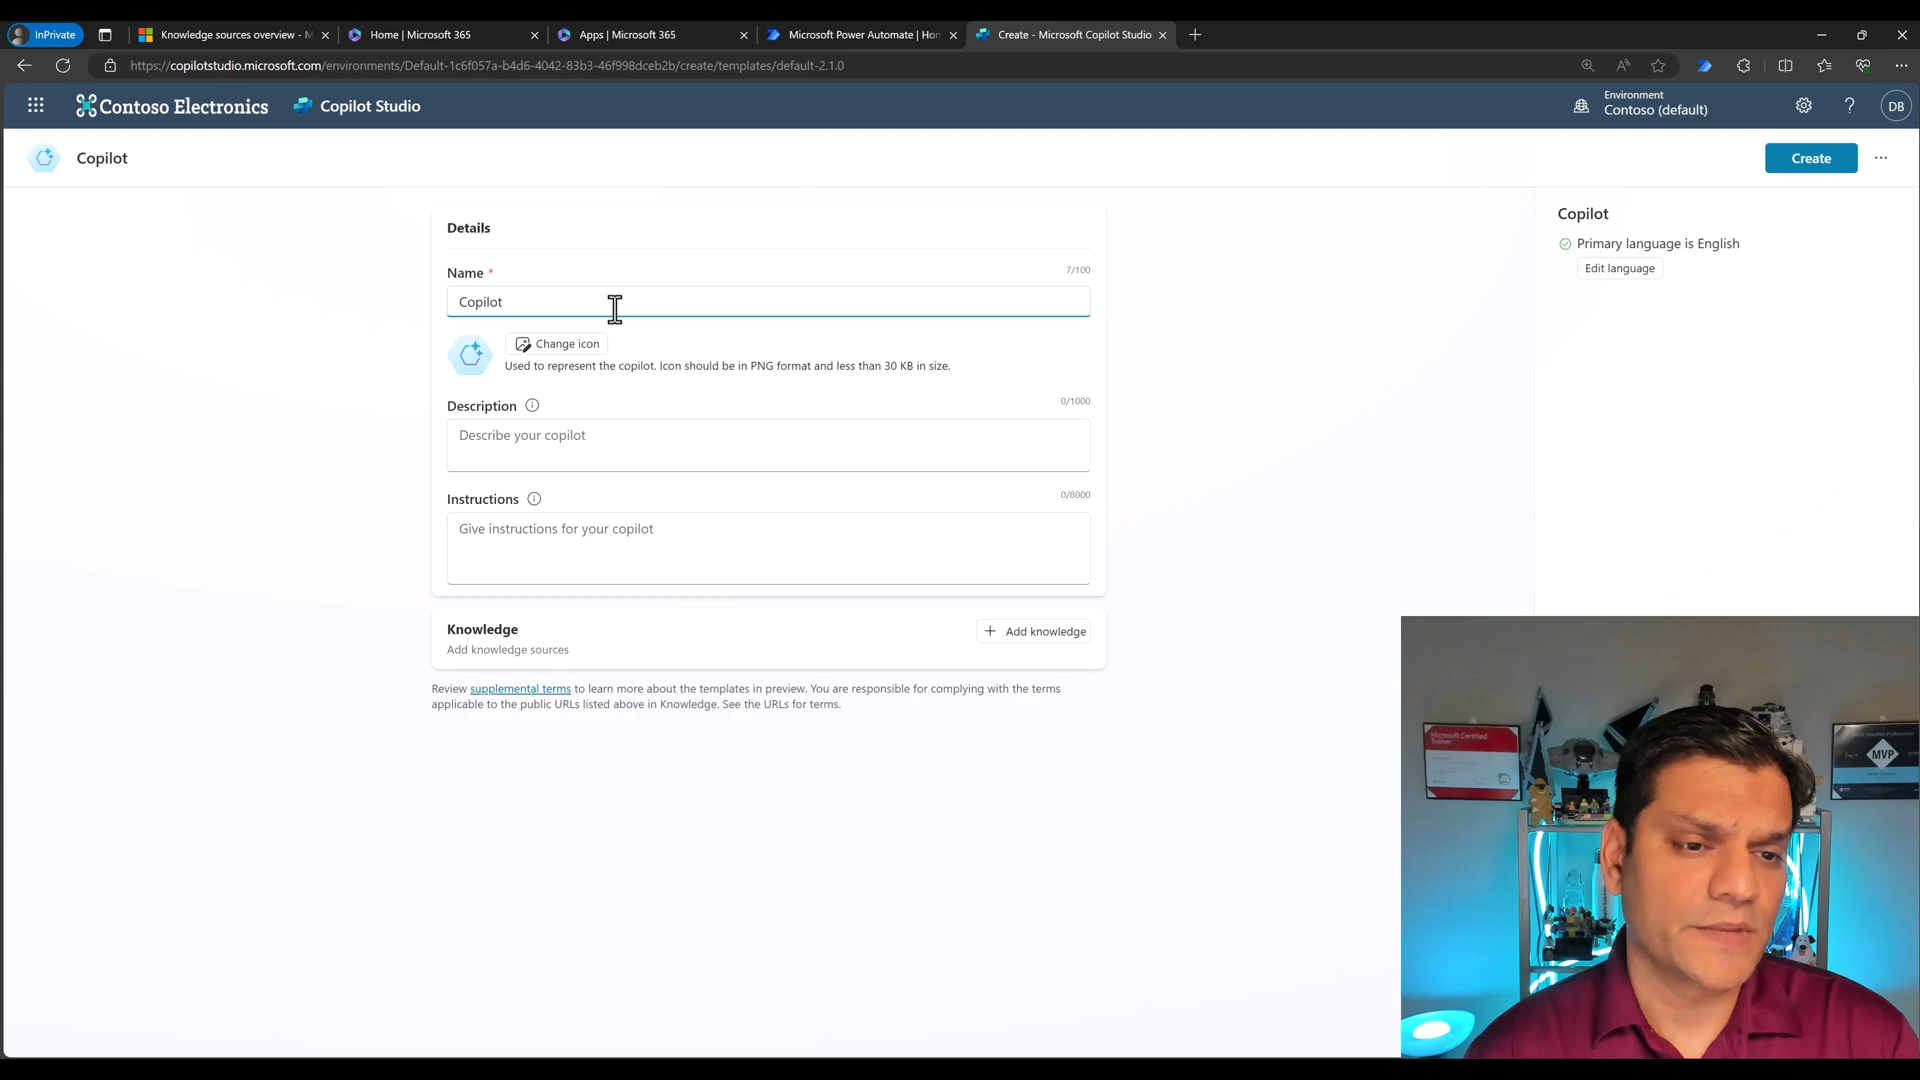 InPrivate
Knowledge sources overview - M
Home | Microsoft 365
Apps | Microsoft 365
Microsoft Power Automate | Hon
Create - Microsoft Copilot Studio
https://copilotstudio.microsoft.com/environments/Default-1c6f057a-b4d6-4042-83b3-46f998dceb2b/create/templates/default-2.1.0
Contoso Electronics
Copilot Studio
Environment
Contoso (default)
DB
Copilot
Create
Details
Name *
7/100
Copilot
Change icon
Used to represent the copilot. Icon should be in PNG format and less than 30 KB in size.
Description
0/1000
Describe your copilot
Instructions
0/8000
Give instructions for your copilot
Knowledge
Add knowledge sources
Add knowledge
Review supplemental terms to learn more about the templates in preview. You are responsible for complying with the terms
applicable to the public URLs listed above in Knowledge. See the URLs for terms.
Copilot
Primary language is English
Edit language
Microsoft Certified
Trainer
MVP